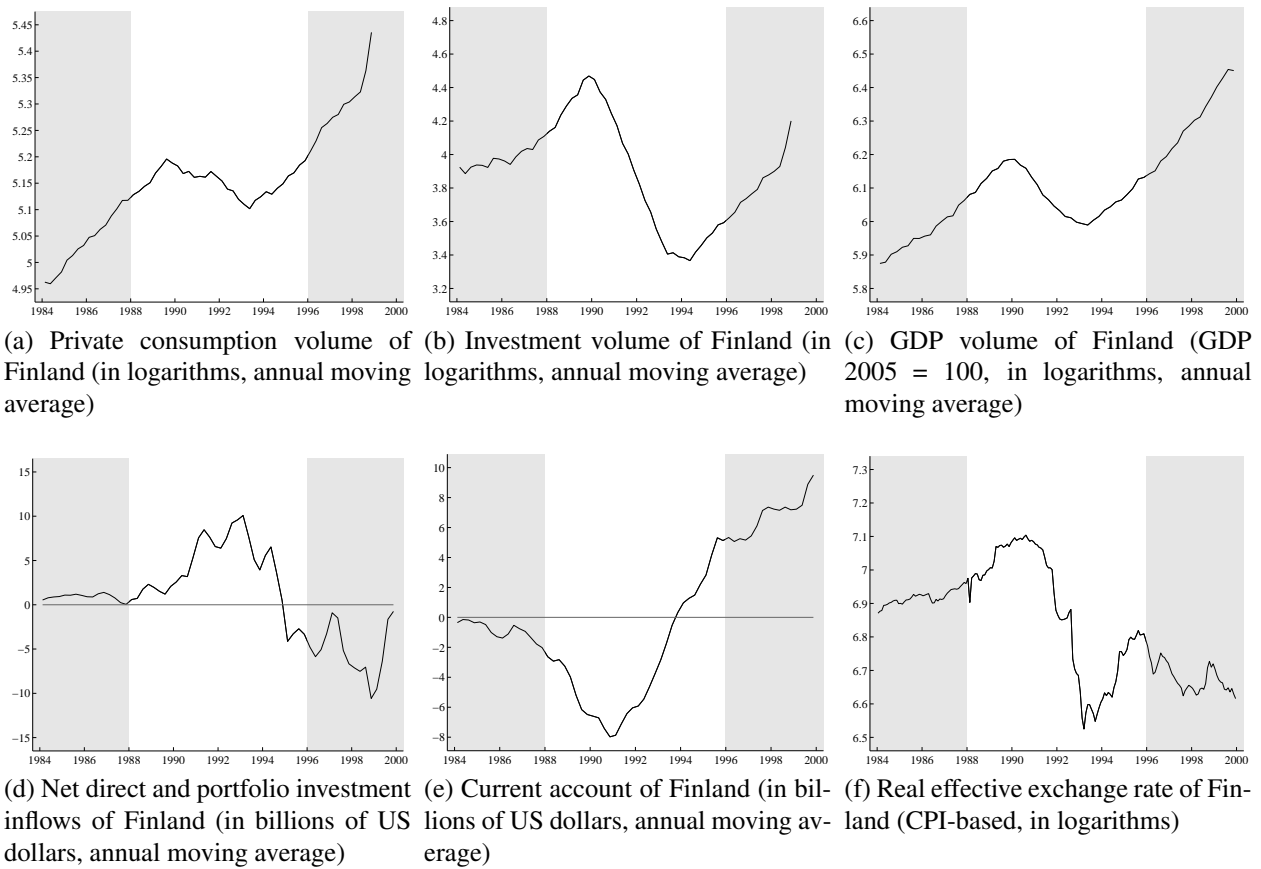 5.45
5.4
5.35
5.3
5.25
5.2
5.15
5.1
5.05
5
4.95
1984 1986 1988 1990 1992 1994 1996 1998 2000
(a) Private consumption volume of
Finland (in logarithms, annual moving
average)
4.8
4.6
4.4
4.2
4
3.8
3.6
3.4
3.2
1984 1986 1988 1990 1992 1994 1996 1998 2000
(b) Investment volume of Finland (in
logarithms, annual moving average)
6.6
6.5
6.4
6.3
6.2
6.1
6
5.9
5.8
1984 1986 1988 1990 1992 1994 1996 1998 2000
(c) GDP volume of Finland (GDP
2005 = 100, in logarithms, annual
moving average)
15
10
5
0
−5
−10
−15
1984 1986 1988 1990 1992 1994 1996 1998 2000
(d) Net direct and portfolio investment
inflows of Finland (in billions of US
dollars, annual moving average)
10
8
6
4
2
0
−2
−4
−6
−8
1984 1986 1988 1990 1992 1994 1996 1998 2000
(e) Current account of Finland (in bil-
lions of US dollars, annual moving av-
erage)
7.3
7.2
7.1
7
6.9
6.8
6.7
6.6
6.5
1984 1986 1988 1990 1992 1994 1996 1998 2000
(f) Real effective exchange rate of Fin-
land (CPI-based, in logarithms)